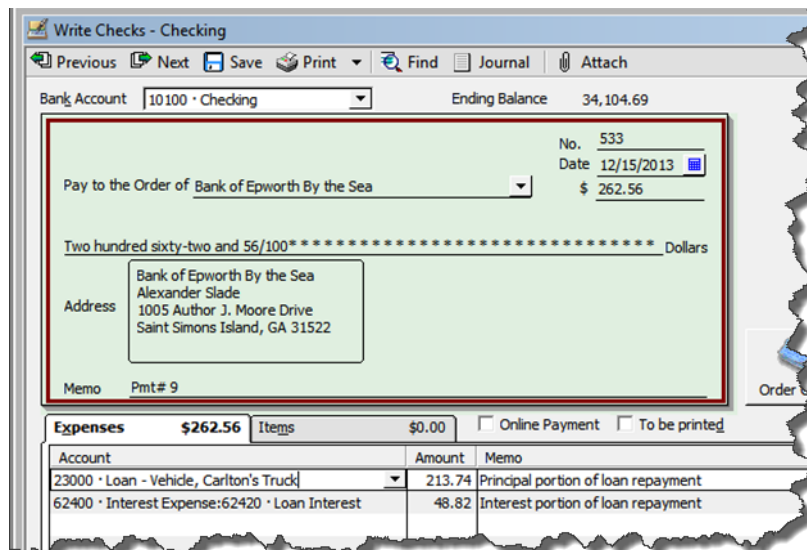 Write Checks - Checking
Previous Next Save Print Find Journal Attach
Bank Account 10100 · Checking Ending Balance 34,104.69
No. 533
Date 12/15/2013
Pay to the Order of Bank of Epworth By the Sea $ 262.56
Two hundred sixty-two and 56/100* * * * * * * * * * * * * * * * * * * * * * * * * * * * * * * * * Dollars
Bank of Epworth By the Sea
Alexander Slade
Address 1005 Author J. Moore Drive
Saint Simons Island, GA 31522
Memo Pmt# 9
Order
Expenses $262.56 Items $0.00 Online Payment To be printed
Account Amount Memo
23000 · Loan - Vehicle, Carlton's Truck 213.74 Principal portion of loan repayment
62400 · Interest Expense:62420 · Loan Interest 48.82 Interest portion of loan repayment